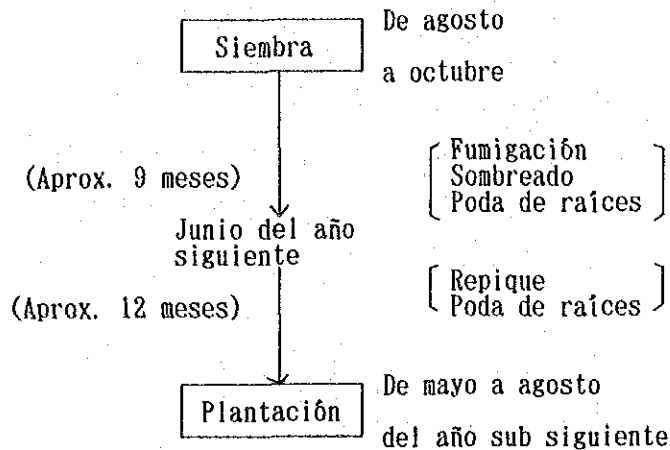 Siembra
De agosto
a octubre
(Aprox. 9 meses)
Fumigación
Sombreado
Poda de raíces
Junio del año
siguiente
(Aprox. 12 meses)
Repique
Poda de raíces
Plantación
De mayo a agosto
del año sub siguiente